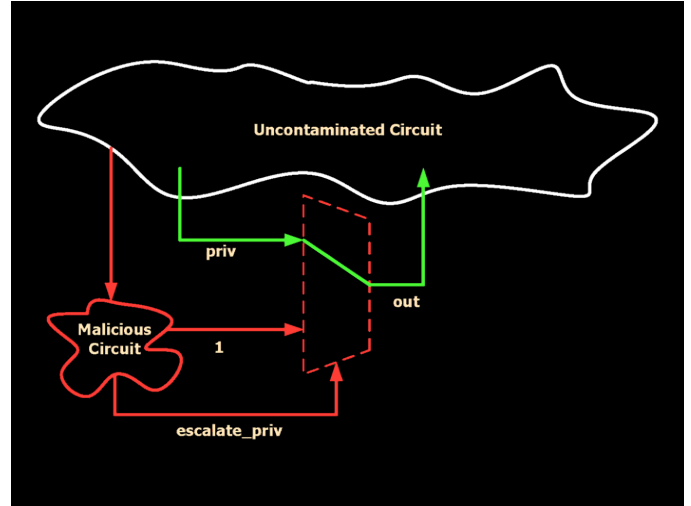 Uncontaminated Circuit
priv
out
Malicious
Circuit
1
escalate_priv